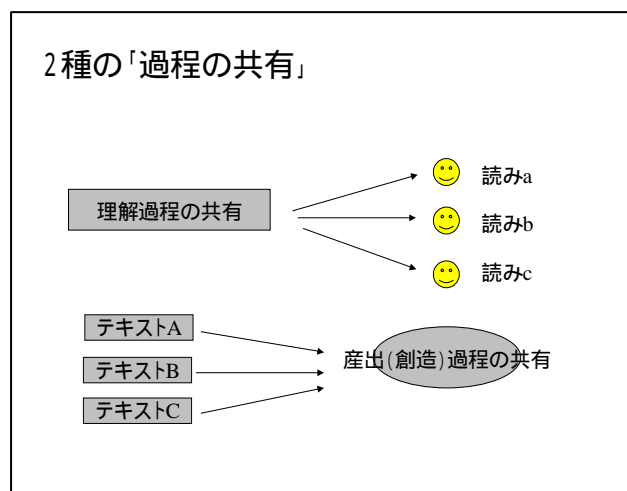 2種の「過程の共有」
読みa
理解過程の共有
読みb
読みc
テキストA
テキストB
産出(創造)過程の共有
テキストC